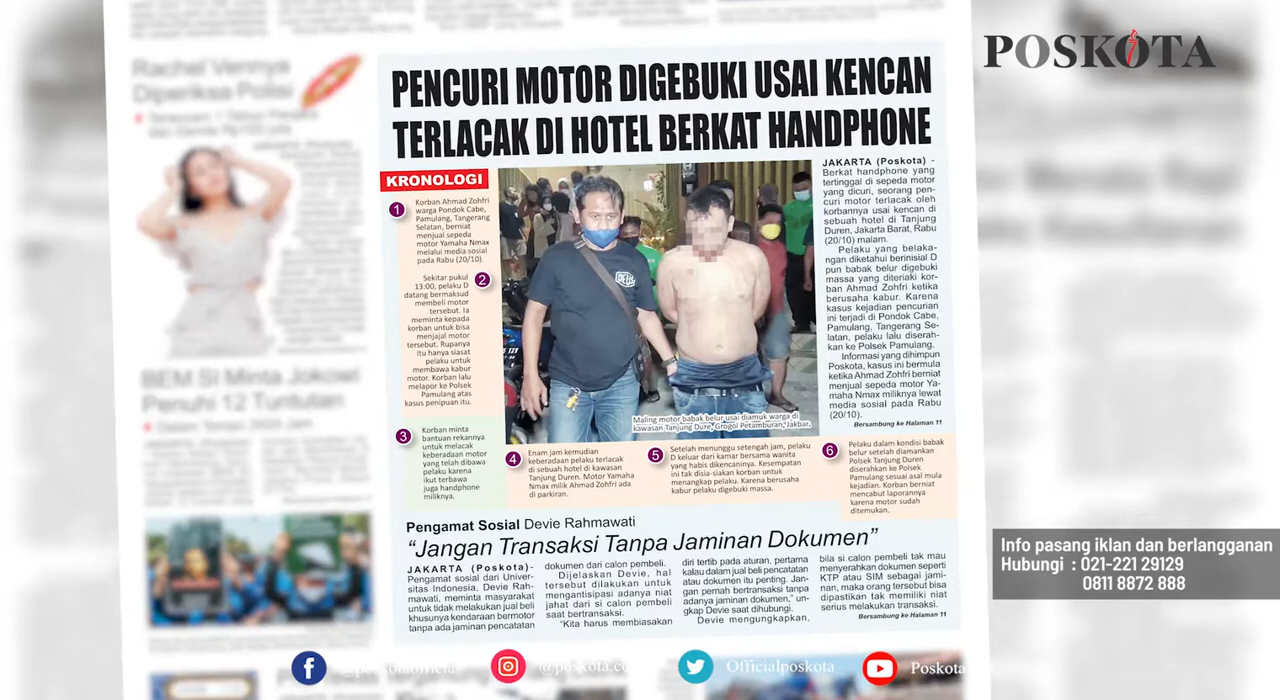 POSKOTA
Rachel Vennya
Diperiksa Polisi
PENCURI MOTOR DIGEBUKI USAI KENCAN
TERLACAK DI HOTEL BERKAT HANDPHONE
KRONOLOGI
1
Korban Ahmad Zohfri
warga Pondok Cabe,
Pamulang, Tangerang
Selatan, berniat
menjual sepeda
motor Yamaha Nmax
melalui media sosial
pada Rabu (20/10).
2
Sekitar pukul
13:00, pelaku D
datang bermaksud
membeli motor
tersebut. Ia
meminta kepada
korban untuk bisa
menjajal motor
tersebut. Rupanya
itu hanya siasat
pelaku untuk
membawa kabur
motor. Korban lalu
melapor ke Polsek
Pamulang atas
kasus penipuan itu.
3
Korban minta
bantuan rekannya
untuk melacak
keberadaan motor
yang telah dibawa
pelaku karena
ikut terbawa
juga handphone
miliknya.
Maling motor babak belur usai diamuk warga di
kawasan Tanjung Dure, Grogol Petamburan, Jakbar.
4
Enam jam kemudian
keberadaan pelaku terlacak
di sebuah hotel di kawasan
Tanjung Duren. Motor Yamaha
Nmax milik Ahmad Zohfri ada
di parkiran.
5
Setelah menunggu setengah jam, pelaku
D keluar dari kamar bersama wanita
yang habis dikencaninya. Kesempatan
ini tak disia-siakan korban untuk
menangkap pelaku. Karena berusaha
kabur pelaku digebuki massa.
6
Pelaku dalam kondisi babak
belur setelah diamankan
Polsek Tanjung Duren
diserahkan ke Polsek
Pamulang sesuai asal mula
kejadian. Korban berniat
mencabut laporannya
karena motor sudah
ditemukan.
JAKARTA (Poskota) -
Berkat handphone yang
tertinggal di sepeda motor
yang dicuri, seorang pen-
curi motor terlacak oleh
korbannya usai kencan di
sebuah hotel di Tanjung
Duren, Jakarta Barat, Rabu
(20/10) malam.
Pelaku yang belaka-
ngan diketahui berinisial D
pun babak belur digebuki
massa yang diteriaki kor-
ban Ahmad Zohfri ketika
berusaha kabur. Karena
kasus kejadian pencurian
ini terjadi di Pondok Cabe,
Pamulang, Tangerang Se-
latan, pelaku lalu diserah-
kan ke Polsek Pamulang.
Informasi yang dihimpun
Poskota, kasus ini bermula
ketika Ahmad Zohfri berniat
menjual sepeda motor Ya-
maha Nmax miliknya lewat
media sosial pada Rabu
(20/10).
Bersambung ke Halaman 11
BEM SI Minta Jokowi
Penuhi 12 Tuntutan
Pengamat Sosial Devie Rahmawati
“Jangan Transaksi Tanpa Jaminan Dokumen”
JAKARTA (Poskota)-
Pengamat sosial dari Univer-
sitas Indonesia, Devie Rah-
mawati, meminta masyarakat
untuk tidak melakukan jual beli
khusunya kendaraan bermotor
tanpa ada jaminan pencatatan
dokumen dari calon pembeli.
Dijelaskan Devie, hal
tersebut dilakukan untuk
mengantisipasi adanya niat
jahat dari si calon pembeli
saat bertransaksi.
“Kita harus membiasakan
diri tertib pada aturan, pertama
kalau dalam jual beli pencatatan
atau dokumen itu penting. Jan-
gan pernah bertransaksi tanpa
adanya jaminan dokumen,” un-
gkap Devie saat dihubungi.
Devie mengungkapkan,
bila si calon pembeli tak mau
menyerahkan dokumen seperti
KTP atau SIM sebagai jami-
nan, maka orang tersebut bisa
dipastikan tak memiliki niat
serius melakukan transaksi.
Bersambung ke Halaman 11
Info pasang iklan dan berlangganan
Hubungi : 021-221 29129
0811 8872 888
@poskotaofficial
@poskota.co
Officialposkota
Poskota